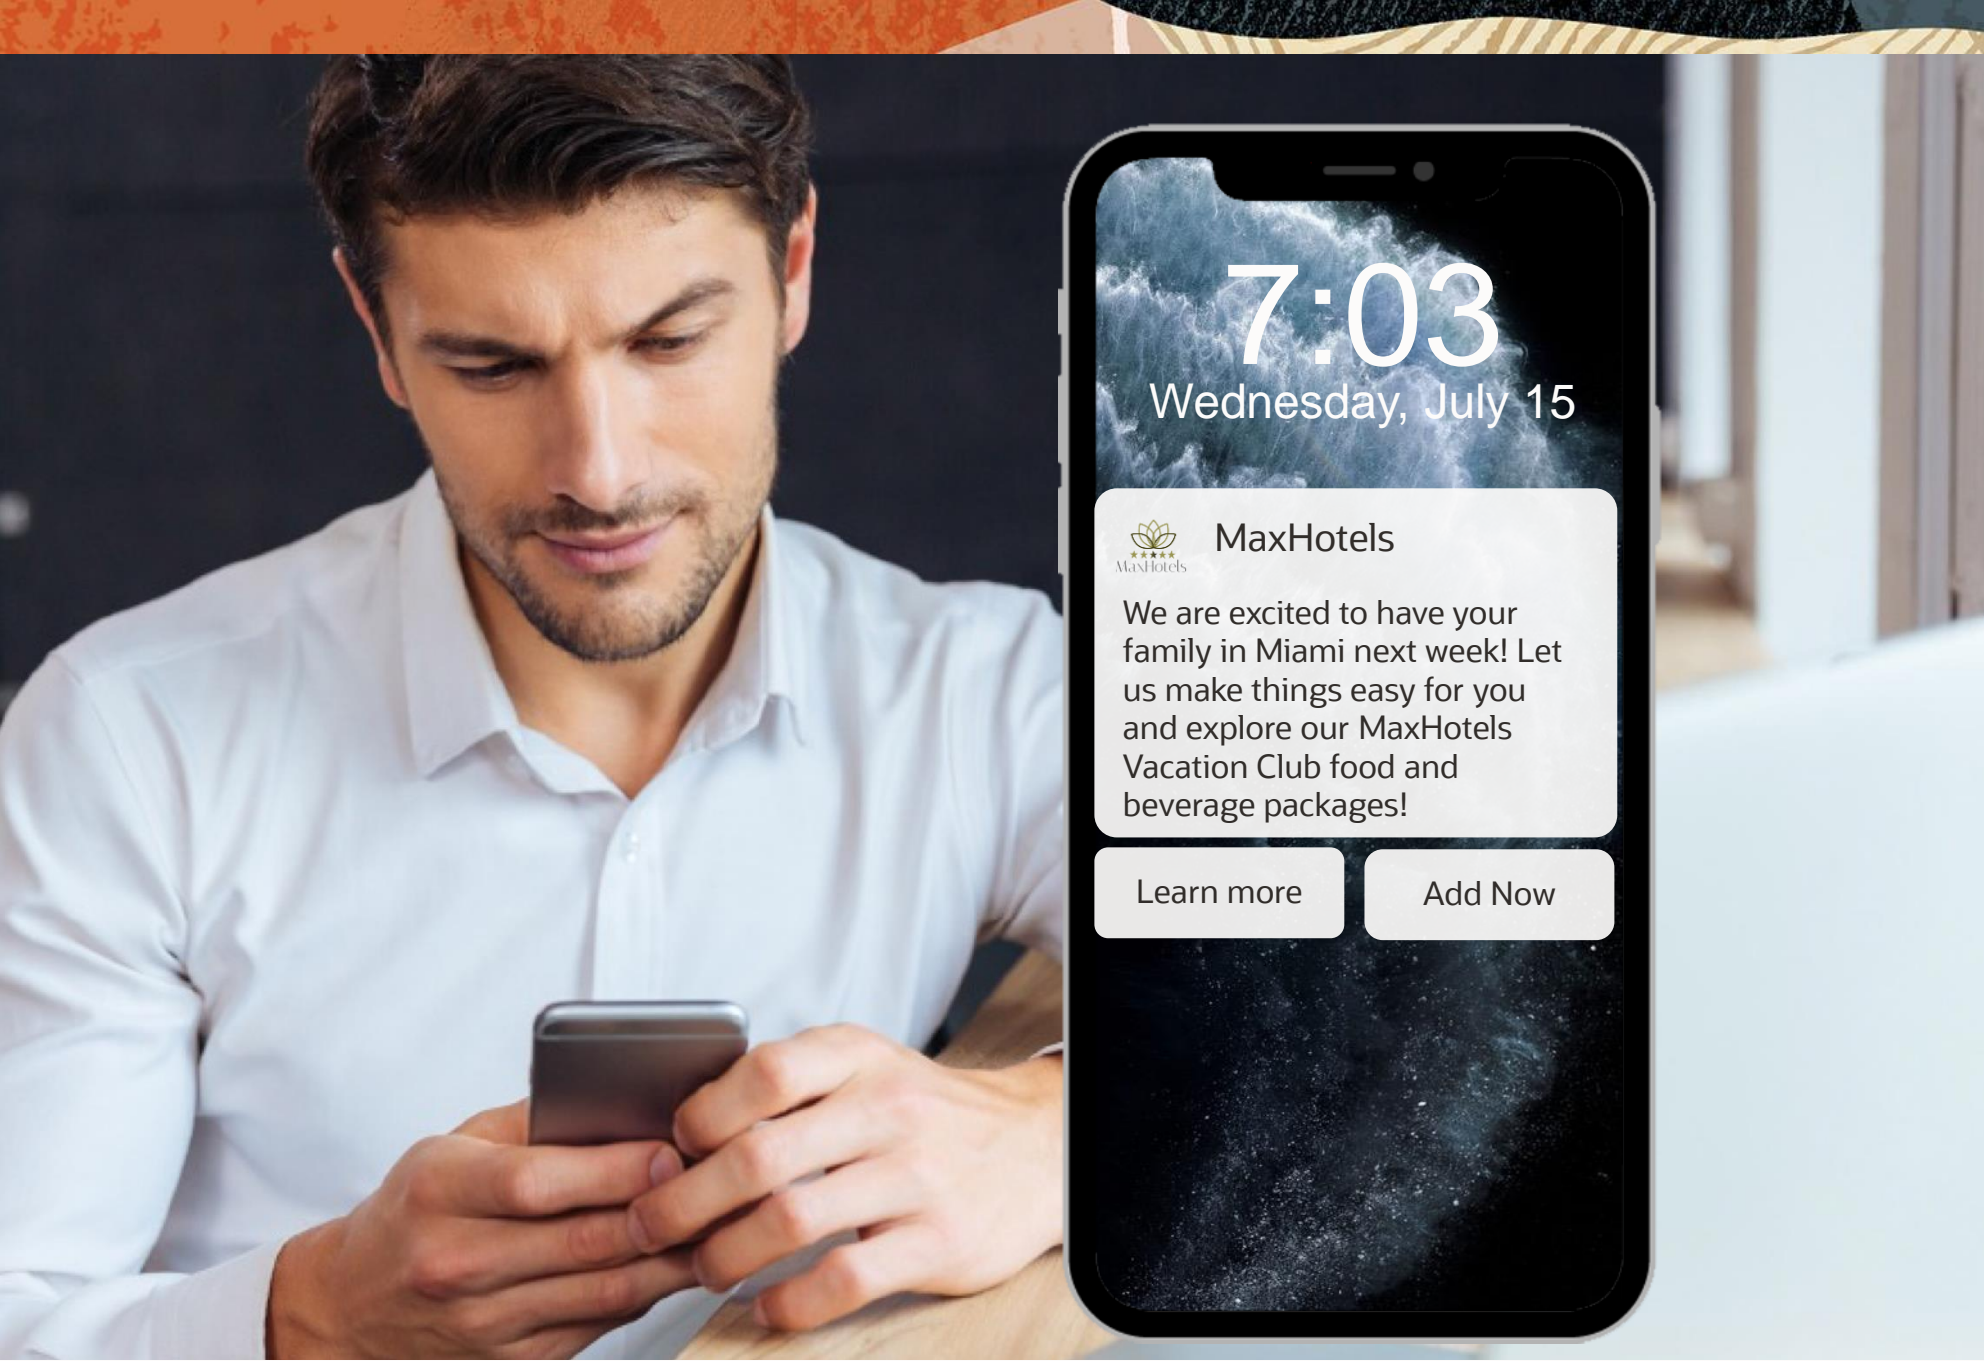 7:03
Wednesday, July 15
MaxHotels
MaxHotels
We are excited to have your
family in Miami next week! Let
us make things easy for you
and explore our MaxHotels
Vacation Club food and
beverage packages!
Learn more
Add Now